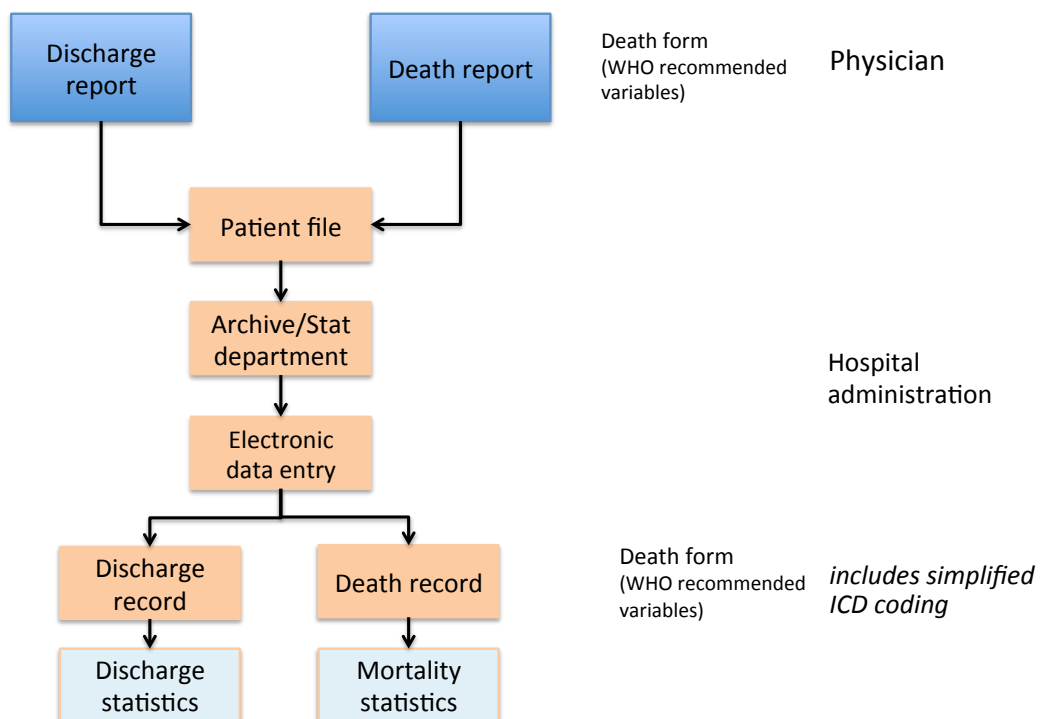 Discharge
report
Death report
Death form
(WHO recommended
variables)
Physician
Patient file
Archive/Stat
department
Hospital
administration
Electronic
data entry
Discharge
record
Death record
Death form
(WHO recommended
variables)
includes simplified
ICD coding
Discharge
statistics
Mortality
statistics